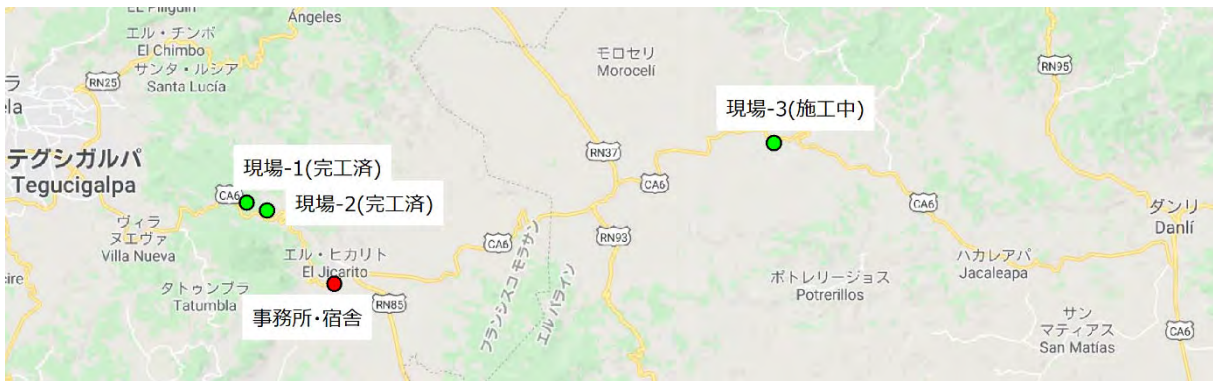 EL Piligüin
Ángeles
エル・チンボ
El Chimbo
サンタ・ルシア
Santa Lucía
RN25
ラ
ela
モロセリ
Morocelí
RN95
現場-3(施工中)
テグシガルパ
Tegucigalpa
現場-1(完工済)
CA6
現場-2(完工済)
RN37
CA6
CA6
ダンリ
Danlí
ヴィラ
ヌエヴァ
Villa Nueva
エル・ヒカリト
El Jicarito
CA6
RN93
ハカレアパ
Jacaleapa
cire
タトゥンブラ
Tatumbla
RN85
フランシスコ モラサン
エル パライソ
ポトレリージョス
Potrerillos
事務所・宿舎
サン
マティアス
San Matías
CA6